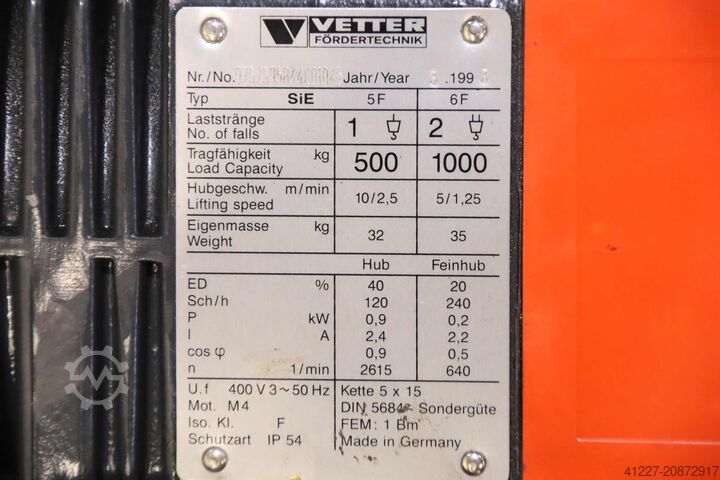 VETTER
FÖRDERTECHNIK
Nr./No. Jahr/Year .199
Typ SiE 5F 6F
Laststränge
No. of falls 1 2
Tragfähigkeit kg
Load Capacity 500 1000
Hubgeschw. m/min
Lifting speed 10/2,5 5/1,25
Eigenmasse kg
Weight 32 35
Hub Feinhub
ED % 40 20
Sch/h 120 240
P kW 0,9 0,2
I A 2,4 2,2
cos φ 0,9 0,5
n 1/min 2615 640
U.f 400 V 3~50 Hz Kette 5 x 15
Mot. M4 DIN 5684 - Sondergüte
Iso. Kl. F FEM: 1 Bm
Schutzart IP 54 Made in Germany
41227-20872917